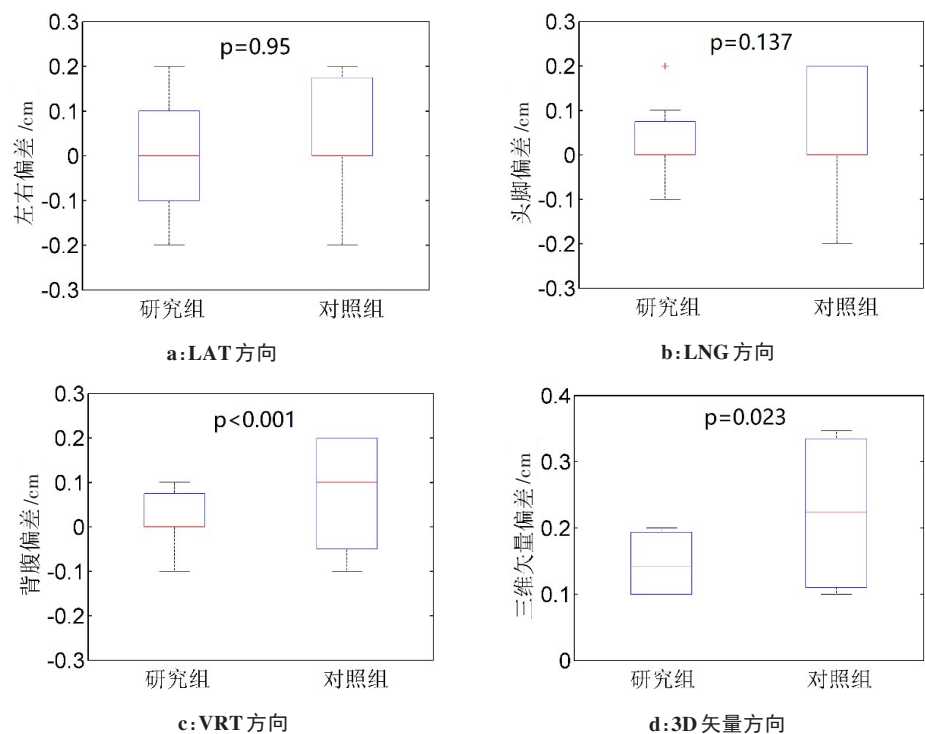 0.3
p=0.95
0.2
0.1
0
-0.1
-0.2
-0.3
左右偏差/cm
研究组 对照组
a:LAT方向
0.3
p=0.137
0.2
0.1
0
-0.1
-0.2
-0.3
头脚偏差/cm
研究组 对照组
b:LNG方向
0.3
p<0.001
0.2
0.1
0
-0.1
-0.2
-0.3
背腹偏差/cm
研究组 对照组
c:VRT方向
0.4
p=0.023
0.3
0.2
0.1
0
三维矢量偏差/cm
研究组 对照组
d:3D矢量方向